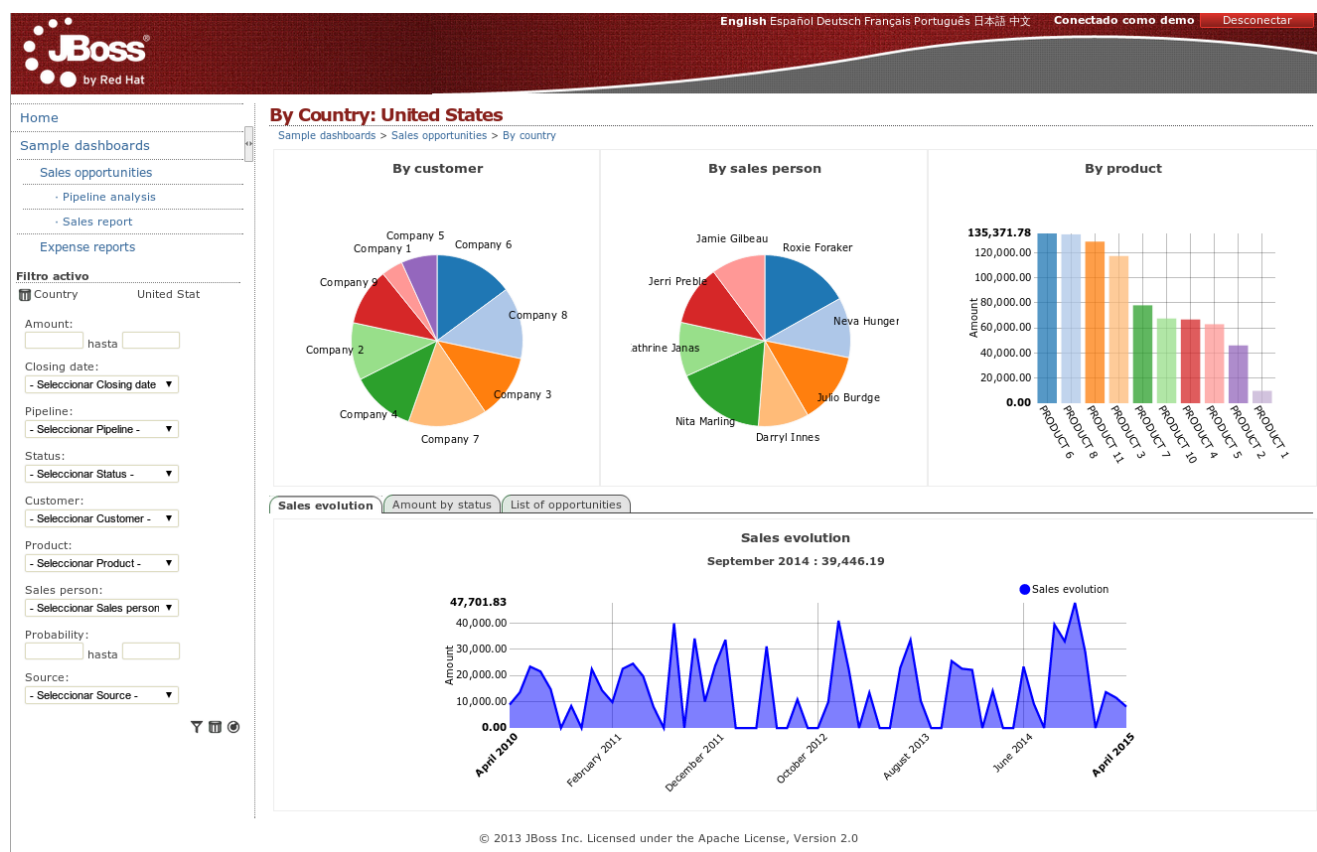 English Español Deutsch Français Português 日本語 中文 Conectado como demo Desconectar
JBoss®
by Red Hat
Home
Sample dashboards
Sales opportunities
· Pipeline analysis
· Sales report
Expense reports
Filtro activo
Country United Stat
Amount:
hasta
Closing date:
- Seleccionar Closing date
Pipeline:
- Seleccionar Pipeline -
Status:
- Seleccionar Status -
Customer:
- Seleccionar Customer -
Product:
- Seleccionar Product -
Sales person:
- Seleccionar Sales person
Probability:
hasta
Source:
- Seleccionar Source -
By Country: United States
Sample dashboards > Sales opportunities > By country
By customer
Company 5
Company 6
Company 1
Company 9
Company 8
Company 2
Company 3
Company 4
Company 7
By sales person
Jamie Gilbeau
Roxie Foraker
Jerri Preble
Neva Hunger
athrine Janas
Julio Burdge
Nita Marling
Darryl Innes
By product
135,371.78
120,000.00
100,000.00
80,000.00
60,000.00
40,000.00
20,000.00
0.00
Amount
PRODUCT 6
PRODUCT 8
PRODUCT 11
PRODUCT 3
PRODUCT 7
PRODUCT 10
PRODUCT 4
PRODUCT 5
PRODUCT 2
PRODUCT 1
Sales evolution Amount by status List of opportunities
Sales evolution
September 2014 : 39,446.19
Sales evolution
47,701.83
40,000.00
30,000.00
20,000.00
10,000.00
0.00
Amount
April 2010
February 2011
December 2011
October 2012
August 2013
June 2014
April 2015
© 2013 JBoss Inc. Licensed under the Apache License, Version 2.0